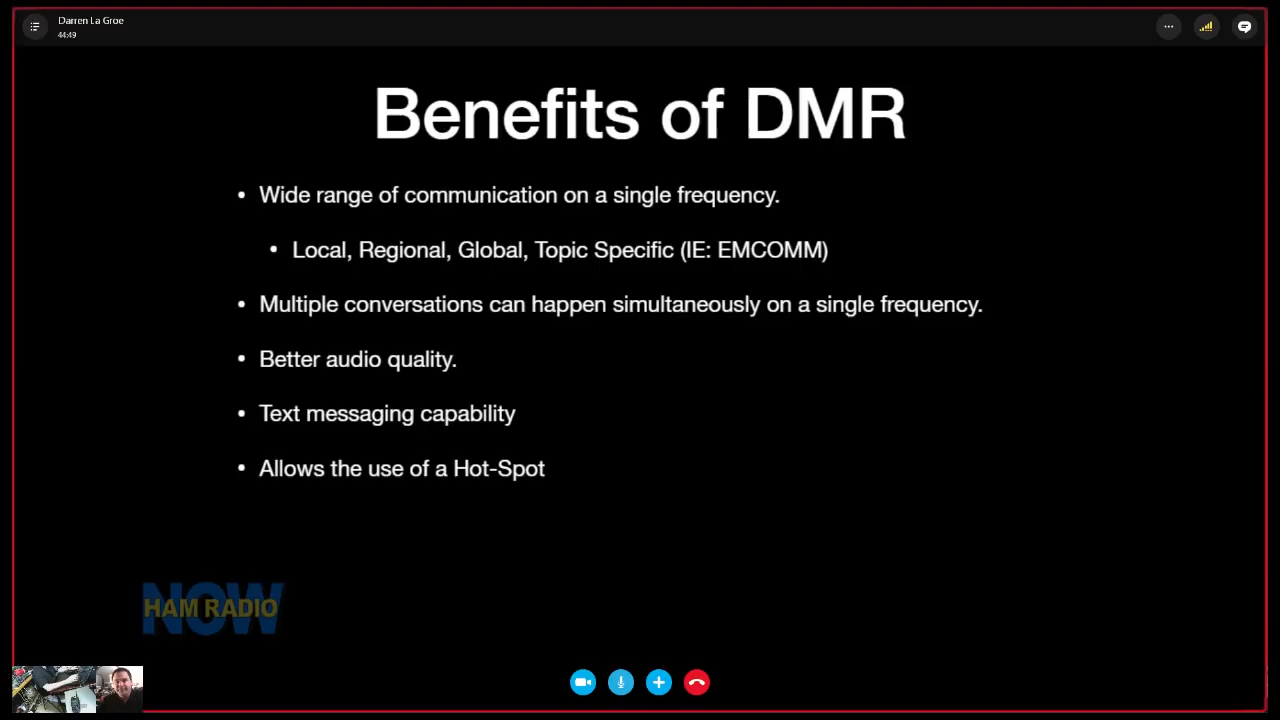 Darren La Groe
44:49
Benefits of DMR
• Wide range of communication on a single frequency.
• Local, Regional, Global, Topic Specific (IE: EMCOMM)
• Multiple conversations can happen simultaneously on a single frequency.
• Better audio quality.
• Text messaging capability
• Allows the use of a Hot-Spot
NOW
HAM RADIO